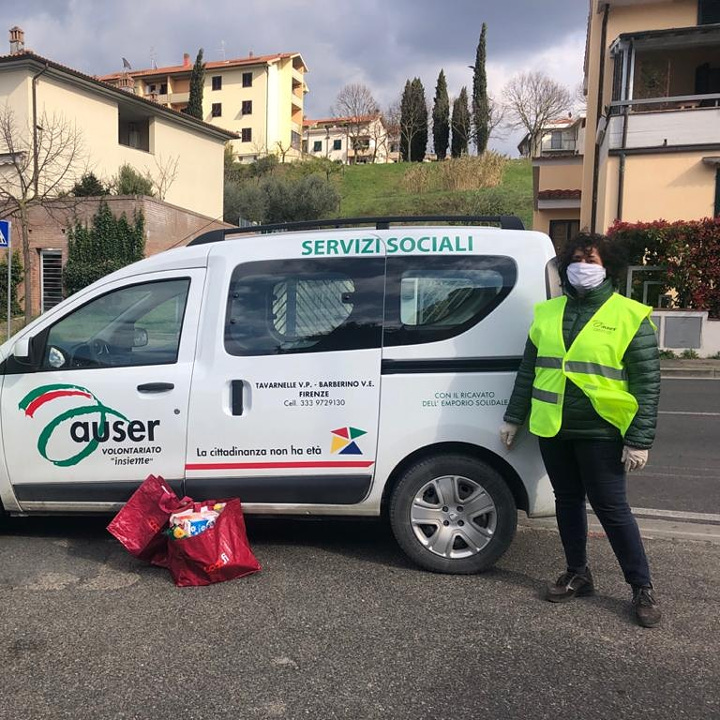 SERVIZI SOCIALI
TAVARNELLE V.P. - BARBERINO V.E.
FIRENZE
Cell. 333 9729130
CON IL RICAVATO
DELL' EMPORIO SOLIDALE
auser
VOLONTARIATO
"insieme"
La cittadinanza non ha età
auser